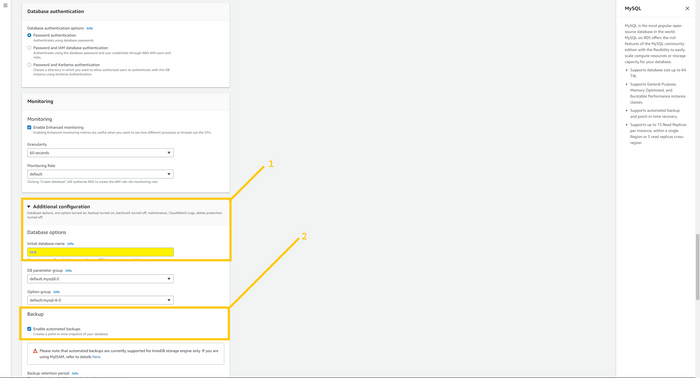 Database authentication
Database authentication options Info
Password authentication
Authenticates using database passwords.
Password and IAM database authentication
Authenticates using the database password and user credentials through AWS IAM users and
roles.
Password and Kerberos authentication
Choose a directory in which you want to allow authorized users to authenticate with this DB
instance using Kerberos Authentication.
Monitoring
Monitoring
Enable Enhanced monitoring
Enabling Enhanced monitoring metrics are useful when you want to see how different processes or threads use the CPU.
Granularity
60 seconds
Monitoring Role
default
Clicking "Create database" will authorize RDS to create the IAM role rds-monitoring-role
1
Additional configuration
Database options, encryption turned on, backup turned on, backtrack turned off, maintenance, CloudWatch Logs, delete protection
turned off
Database options
Initial database name Info
2
DB parameter group Info
default.mysql8.0
Option group Info
default:mysql-8-0
Backup
Enable automated backups
Creates a point-in-time snapshot of your database
Please note that automated backups are currently supported for InnoDB storage engine only. If you are
using MyISAM, refer to details here.
Backup retention period Info
MySQL
MySQL is the most popular open
source database in the world.
MySQL on RDS offers the rich
features of the MySQL community
edition with the flexibility to easily
scale compute resources or storage
capacity for your database.
Supports database size up to 64
TiB.
Supports General Purpose,
Memory Optimized, and
Burstable Performance instance
classes.
Supports automated backup
and point-in-time recovery.
Supports up to 15 Read Replicas
per instance, within a single
Region or 5 read replicas cross-
region.